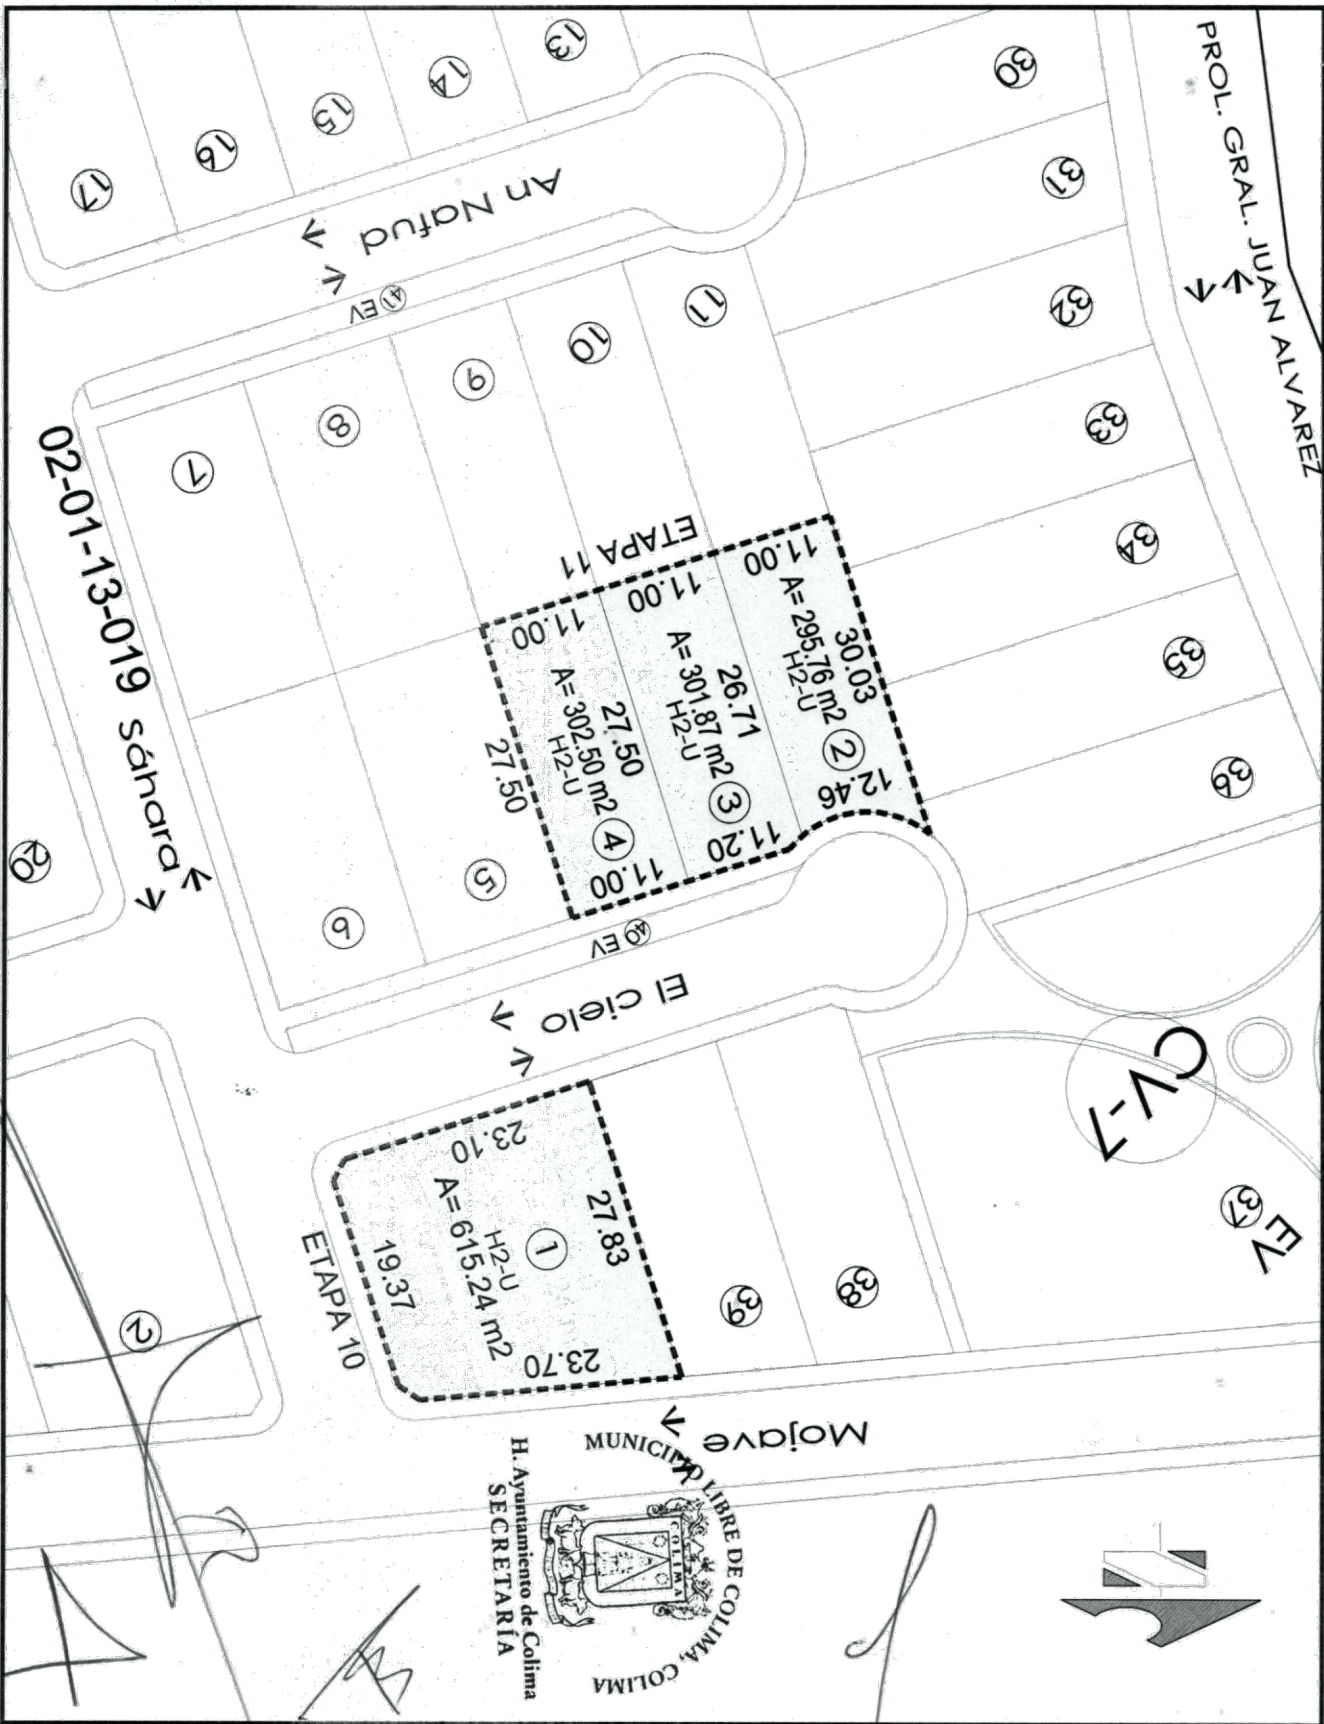 13
14
15
16
17
An Nafud
41 EV
PROL. GRAL. JUAN ALVAREZ
30
31
32
33
34
35
36
7
8
9
10
11
02-01-13-019 Sáhara
20
ETAPA 11
11.00
11.00
11.00
30.03
A= 295.76 m2
H2-U
2
12.46
26.71
A= 301.87 m2
H2-U
3
11.20
27.50
A= 302.50 m2
H2-U
4
11.00
27.50
5
6
40 EV
El cielo
CV-7
37
EV
38
39
27.83
1
H2-U
A= 615.24 m2
23.10
19.37
23.70
ETAPA 10
2
Mojave
MUNICIPIO LIBRE DE COLIMA, COLIMA
COLIMA
H. Ayuntamiento de Colima
SECRETARÍA
N